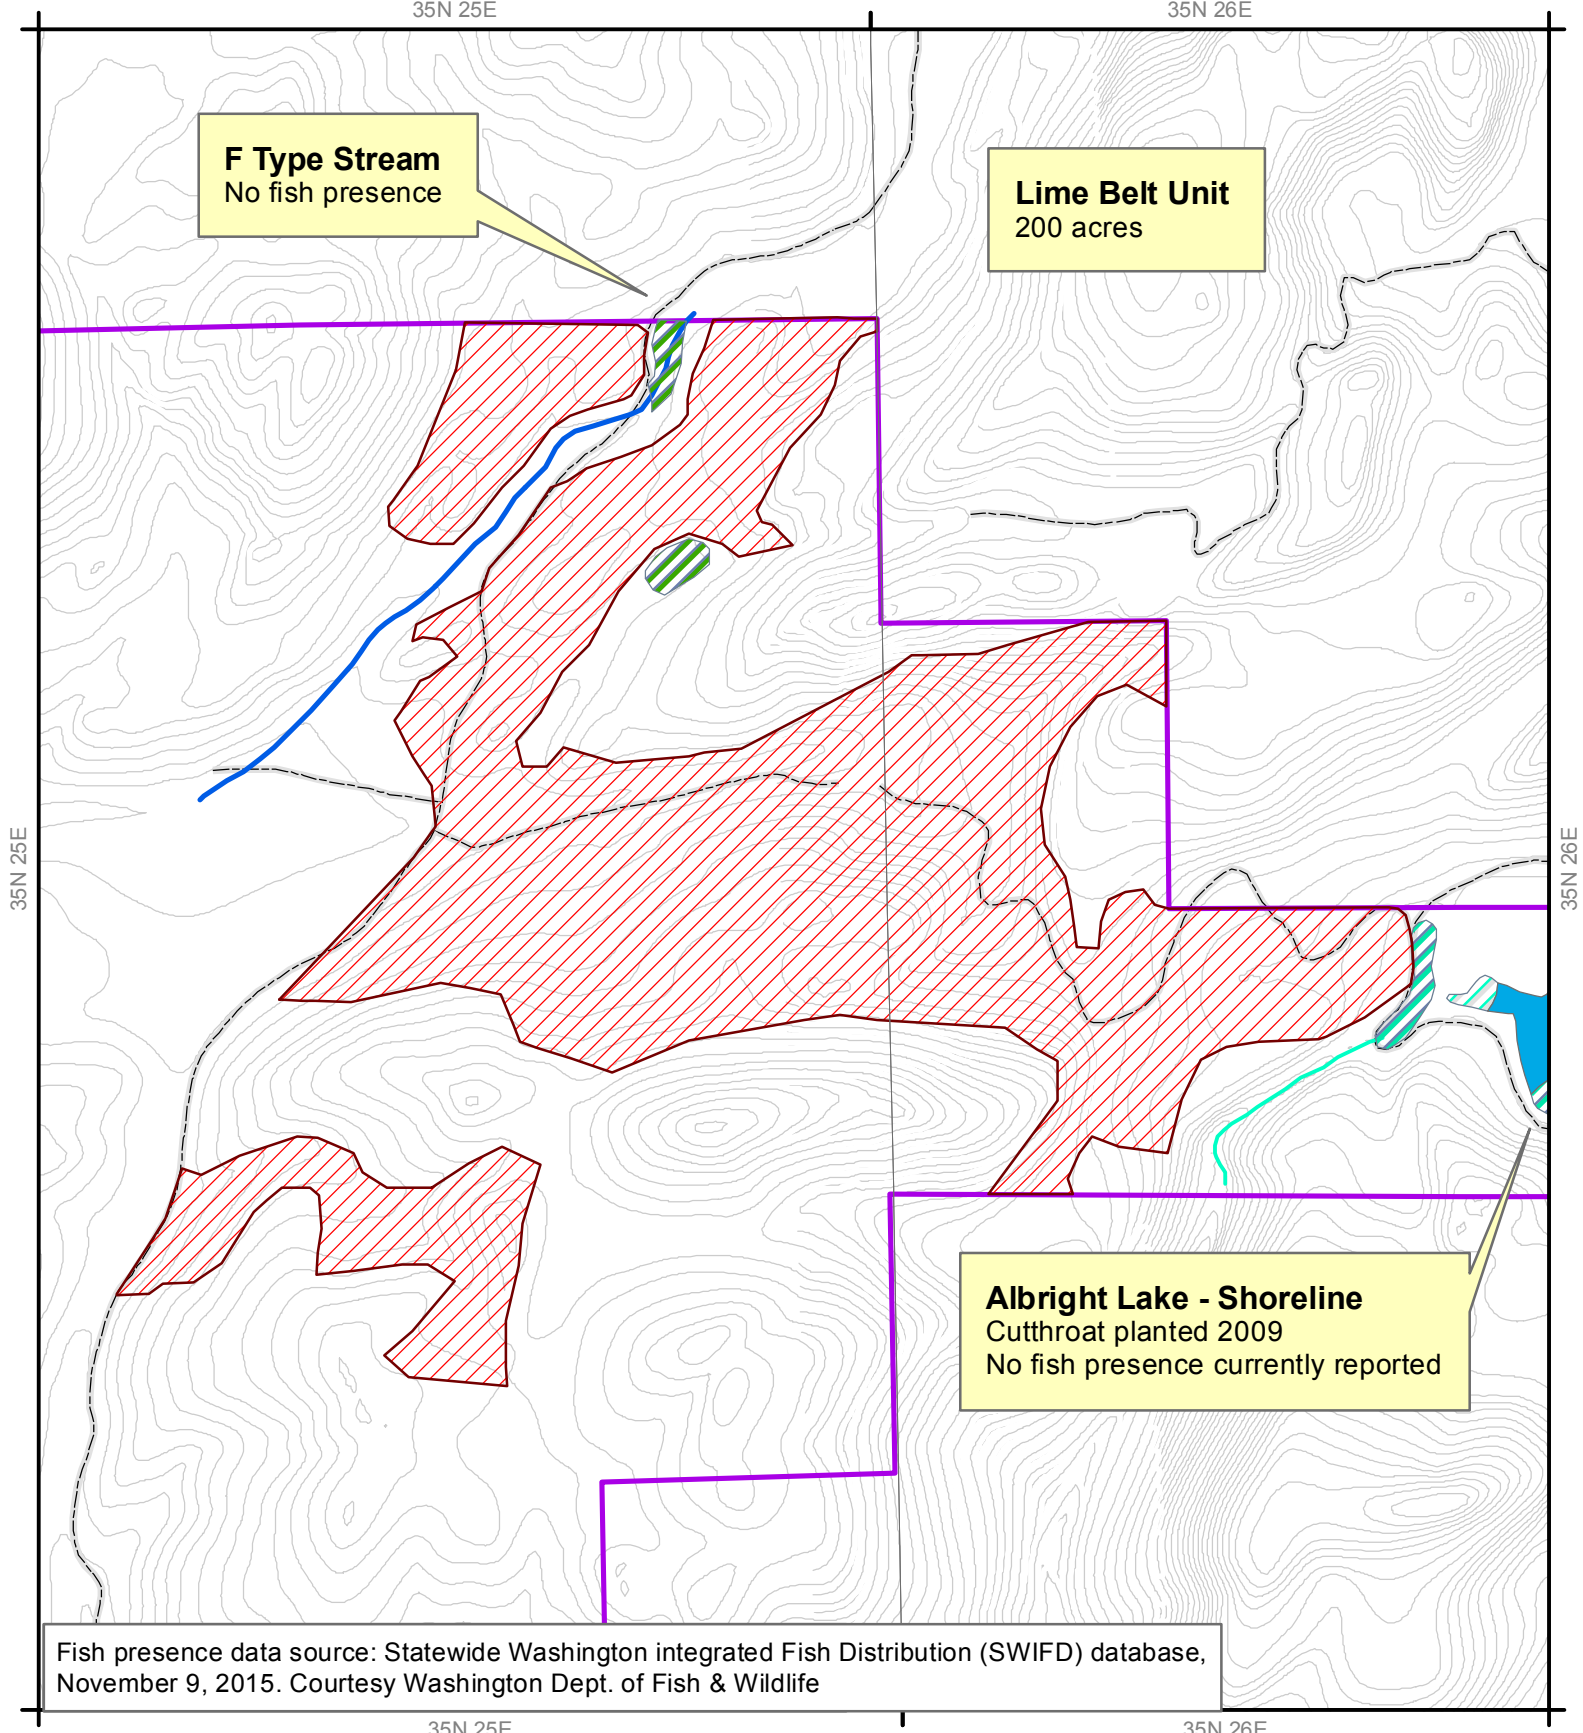 35N 25E
35N 26E
F Type Stream
No fish presence
Lime Belt Unit
200 acres
35N 25E
35N 26E
Albright Lake - Shoreline
Cutthroat planted 2009
No fish presence currently reported
Fish presence data source: Statewide Washington integrated Fish Distribution (SWIFD) database,
November 9, 2015. Courtesy Washington Dept. of Fish & Wildlife
35N 25E
35N 26E